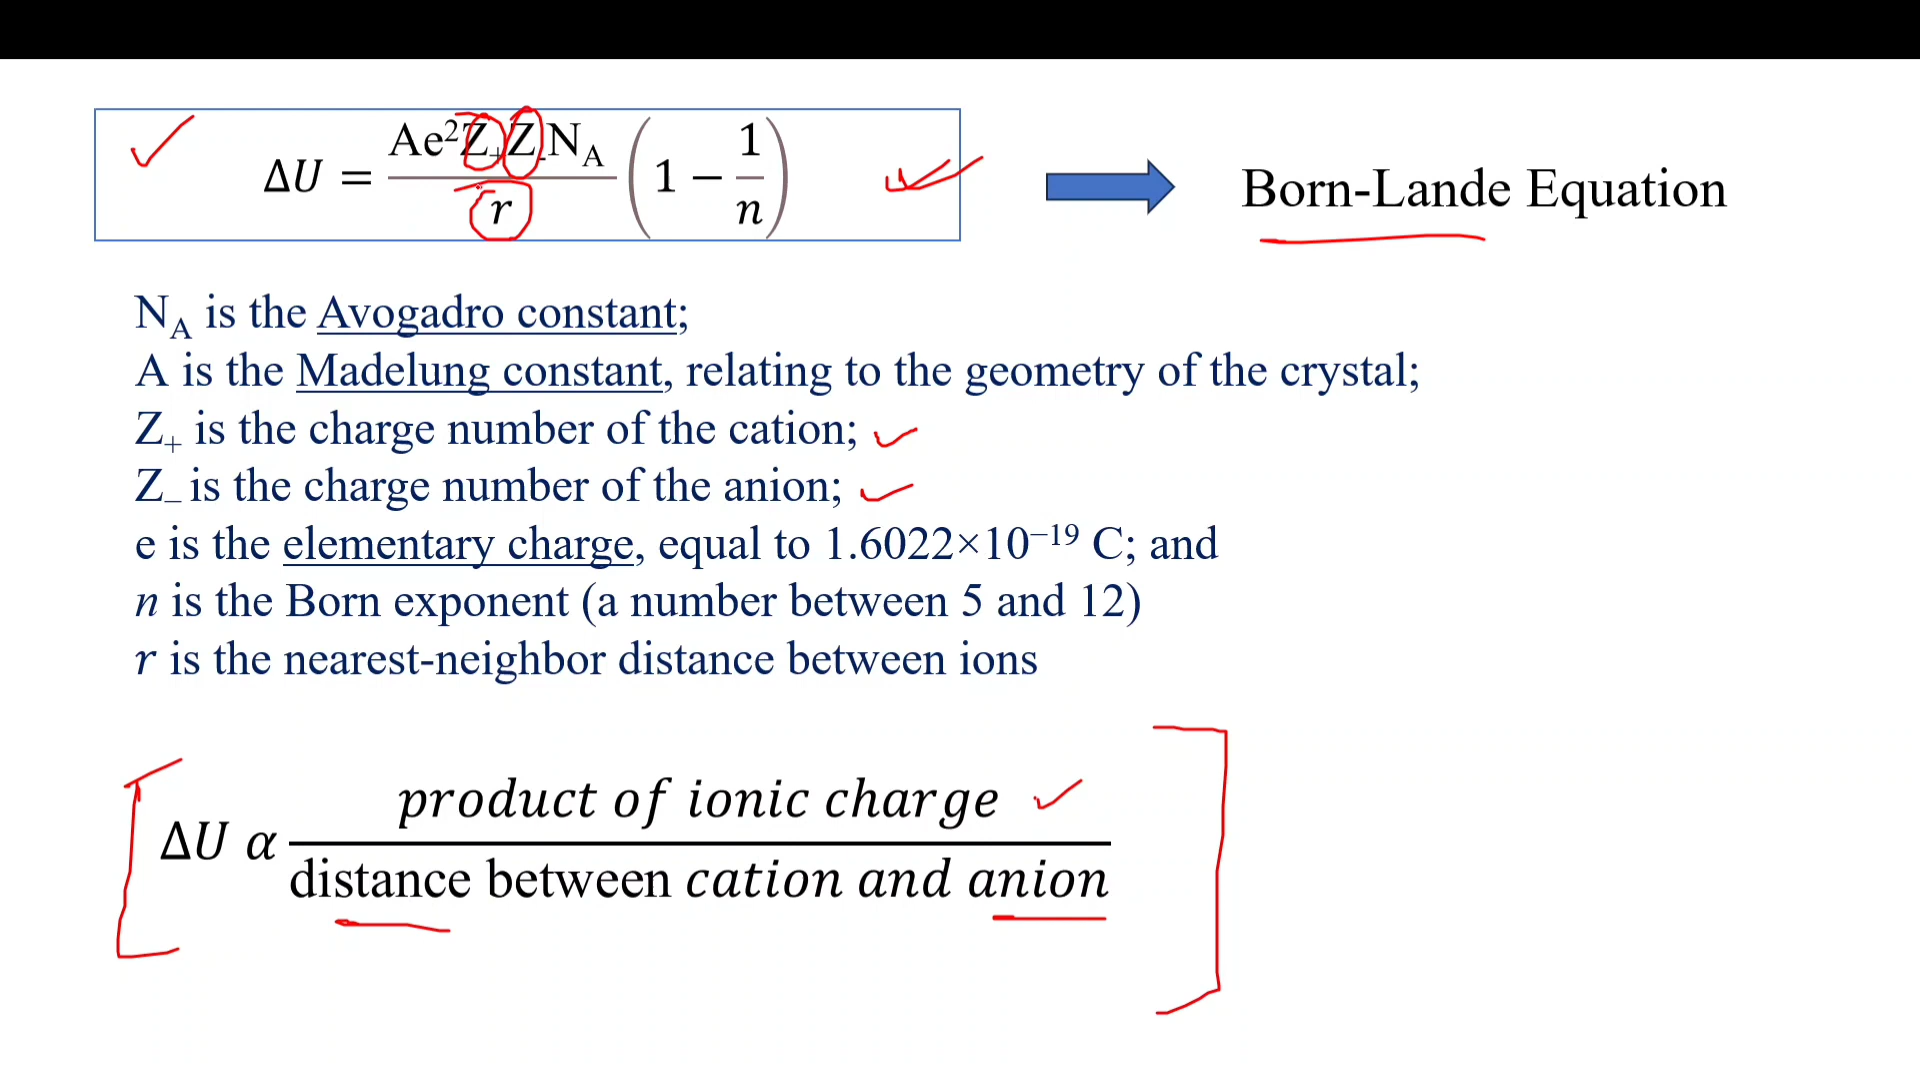 ΔU = Ae²Z₊Z₋N_A / r (1 − 1/n)
Born-Lande Equation
N_A is the Avogadro constant;
A is the Madelung constant, relating to the geometry of the crystal;
Z₊ is the charge number of the cation;
Z₋ is the charge number of the anion;
e is the elementary charge, equal to 1.6022×10⁻¹⁹ C; and
n is the Born exponent (a number between 5 and 12)
r is the nearest-neighbor distance between ions
product of ionic charge
ΔU α
distance between cation and anion